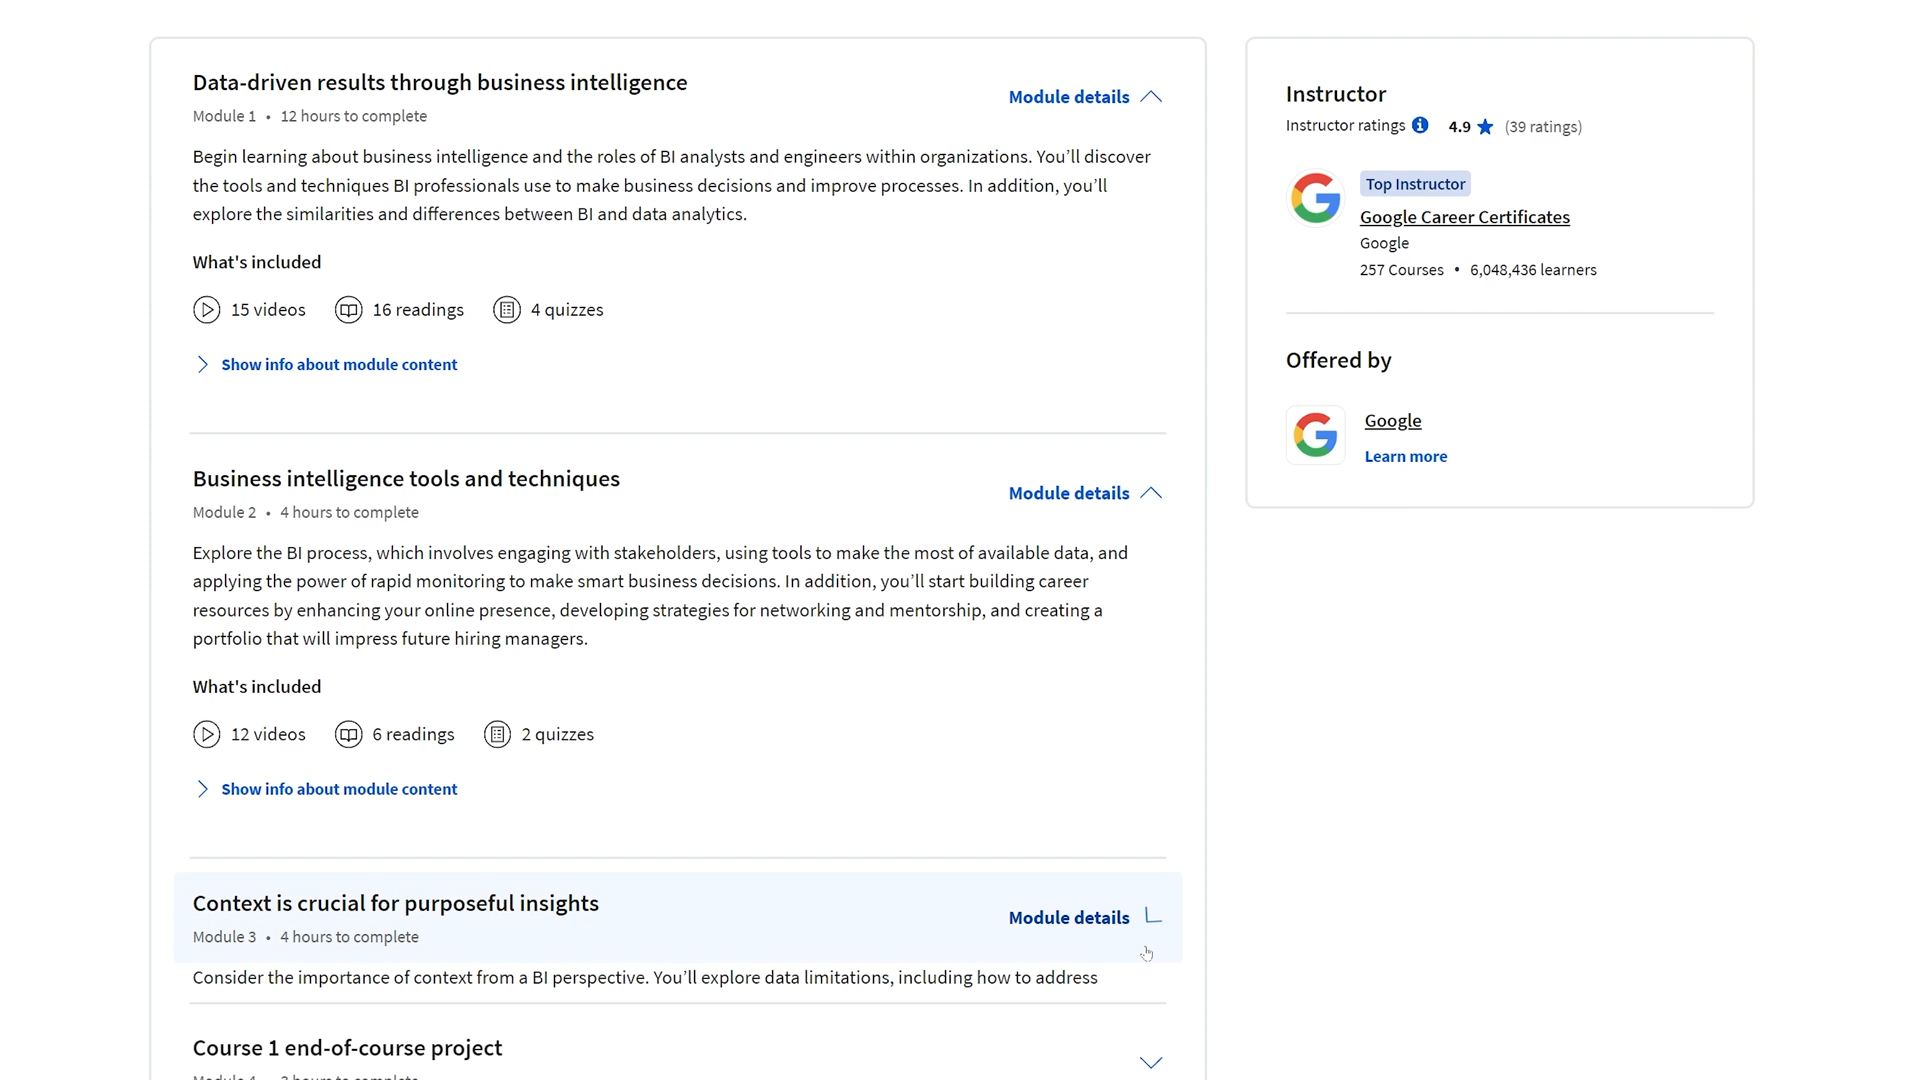 Data-driven results through business intelligence
Module details
Module 1 • 12 hours to complete
Begin learning about business intelligence and the roles of BI analysts and engineers within organizations. You’ll discover
the tools and techniques BI professionals use to make business decisions and improve processes. In addition, you’ll
explore the similarities and differences between BI and data analytics.
What's included
15 videos
16 readings
4 quizzes
Show info about module content
Business intelligence tools and techniques
Module details
Module 2 • 4 hours to complete
Explore the BI process, which involves engaging with stakeholders, using tools to make the most of available data, and
applying the power of rapid monitoring to make smart business decisions. In addition, you’ll start building career
resources by enhancing your online presence, developing strategies for networking and mentorship, and creating a
portfolio that will impress future hiring managers.
What's included
12 videos
6 readings
2 quizzes
Show info about module content
Context is crucial for purposeful insights
Module details
Module 3 • 4 hours to complete
Consider the importance of context from a BI perspective. You’ll explore data limitations, including how to address
Course 1 end-of-course project
Instructor
Instructor ratings
4.9
(39 ratings)
Top Instructor
Google Career Certificates
Google
257 Courses • 6,048,436 learners
Offered by
Google
Learn more